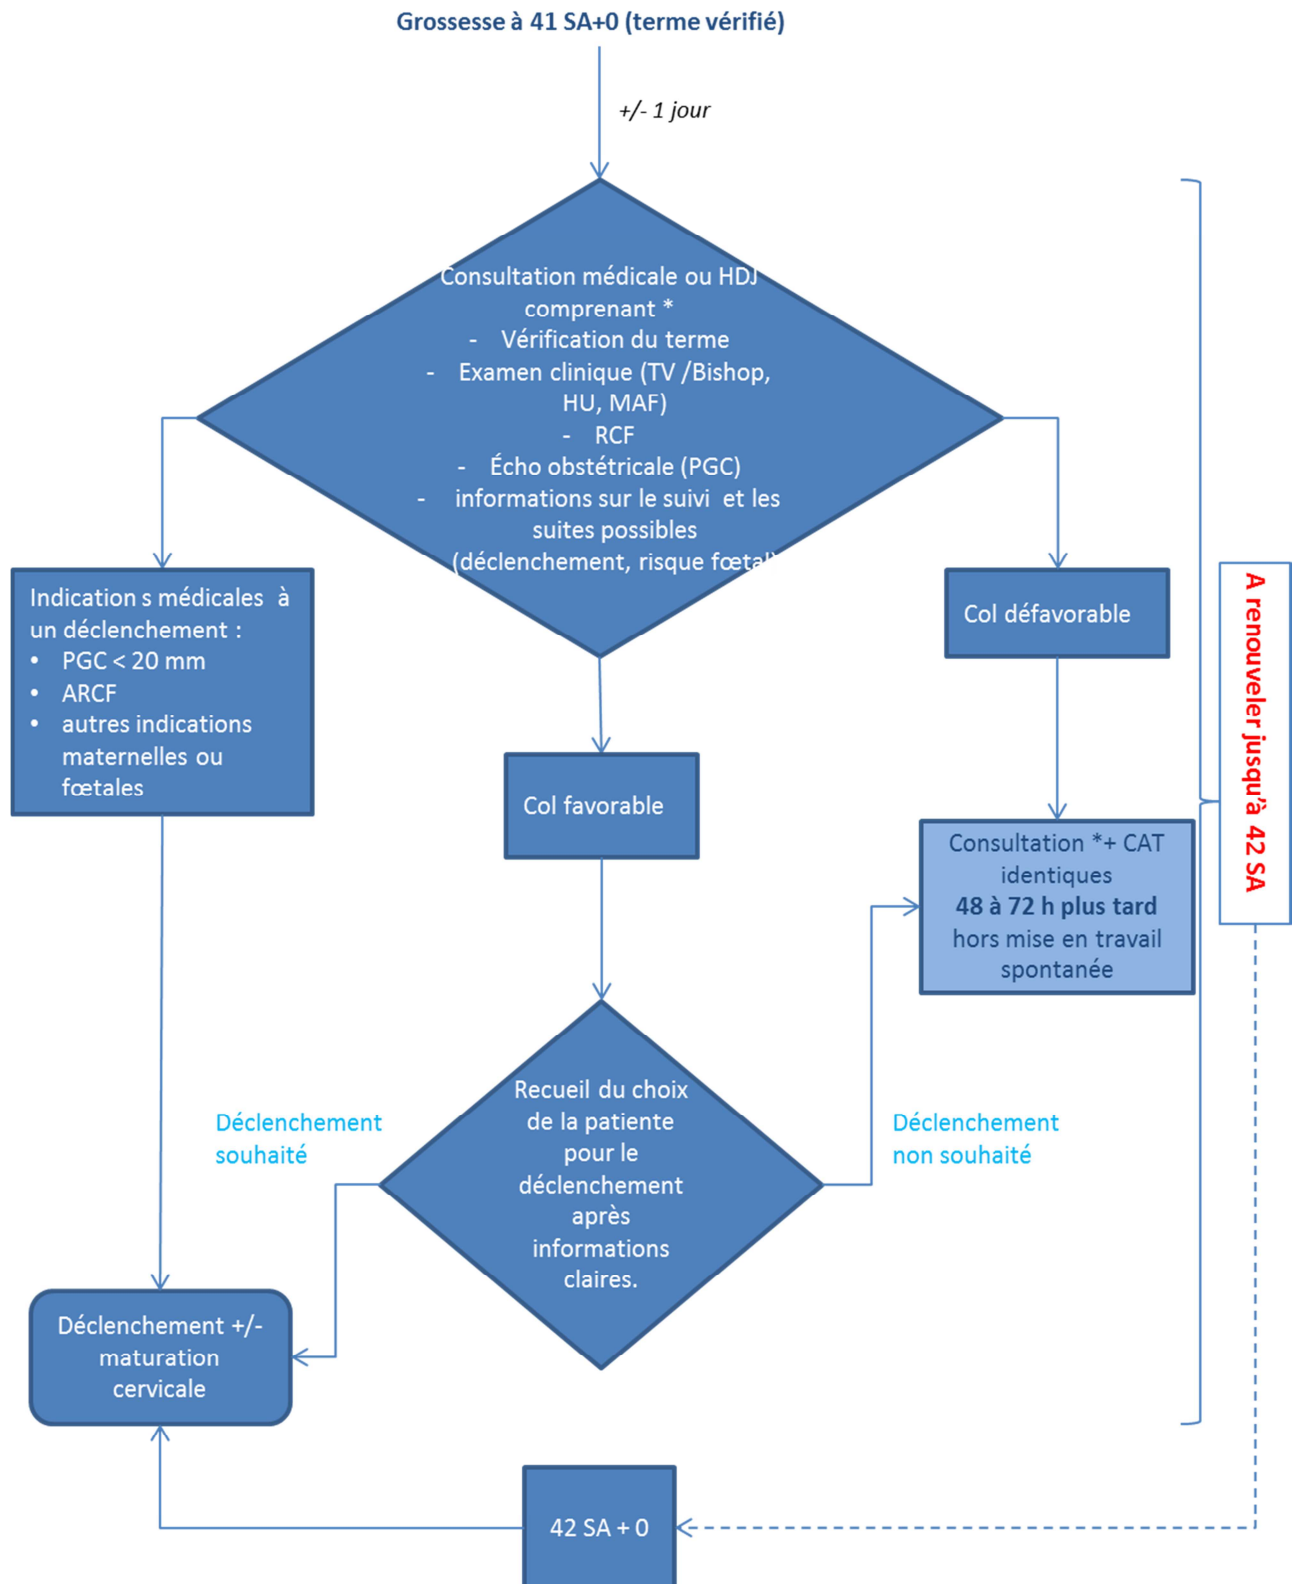 Grossesse à 41 SA+0 (terme vérifié)
+/- 1 jour
Consultation médicale ou HDJ
comprenant *
- Vérification du terme
- Examen clinique (TV /Bishop,
HU, MAF)
- RCF
- Écho obstétricale (PGC)
- informations sur le suivi et les
suites possibles
(déclenchement, risque fœtal)
Indication s médicales à
un déclenchement :
• PGC < 20 mm
• ARCF
• autres indications
maternelles ou
fœtales
Col défavorable
A renouveler jusqu'à 42 SA
Col favorable
Consultation *+ CAT
identiques
48 à 72 h plus tard
hors mise en travail
spontanée
Recueil du choix
de la patiente
pour le
déclenchement
après
informations
claires.
Déclenchement
souhaité
Déclenchement
non souhaité
Déclenchement +/-
maturation
cervicale
42 SA + 0